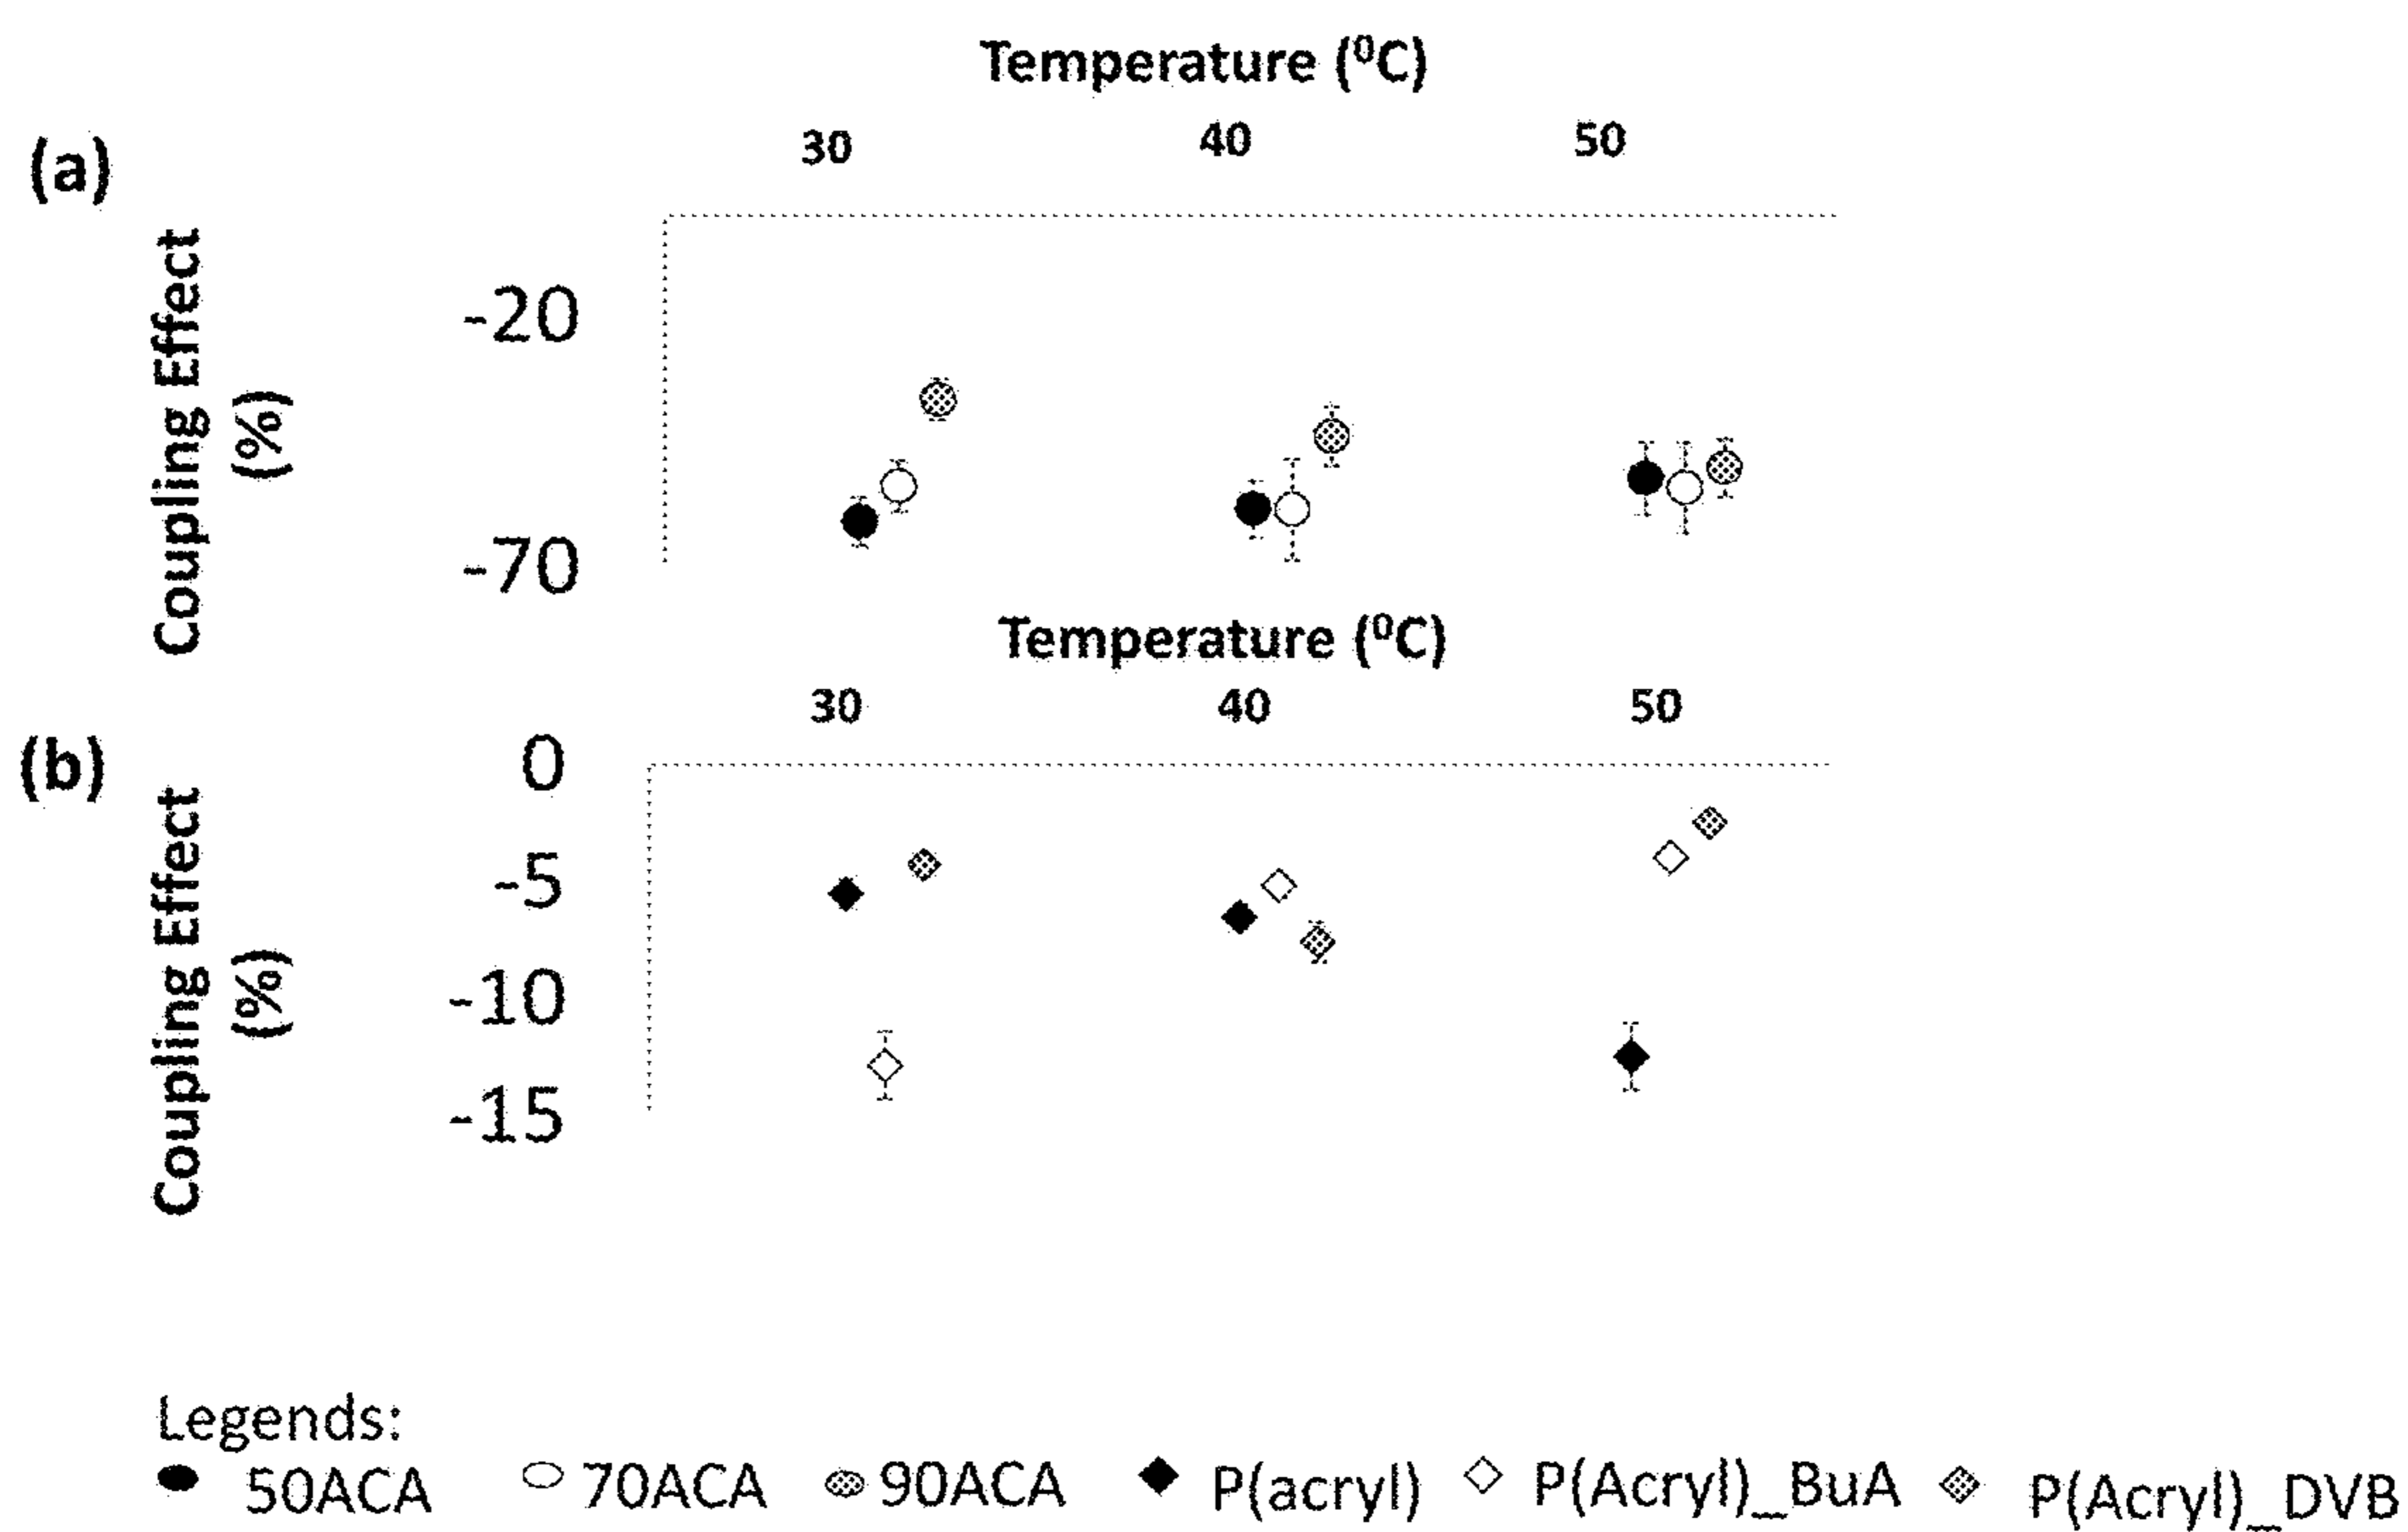 Temperature (⁰C)
30 40 50
(a)
Coupling Effect
(%)
-20
-70
Temperature (⁰C)
30 40 50
(b)
Coupling Effect
(%)
0
-5
-10
-15
Legends:
50ACA 70ACA 90ACA P(acryl) P(Acryl)_BuA P(Acryl)_DVB